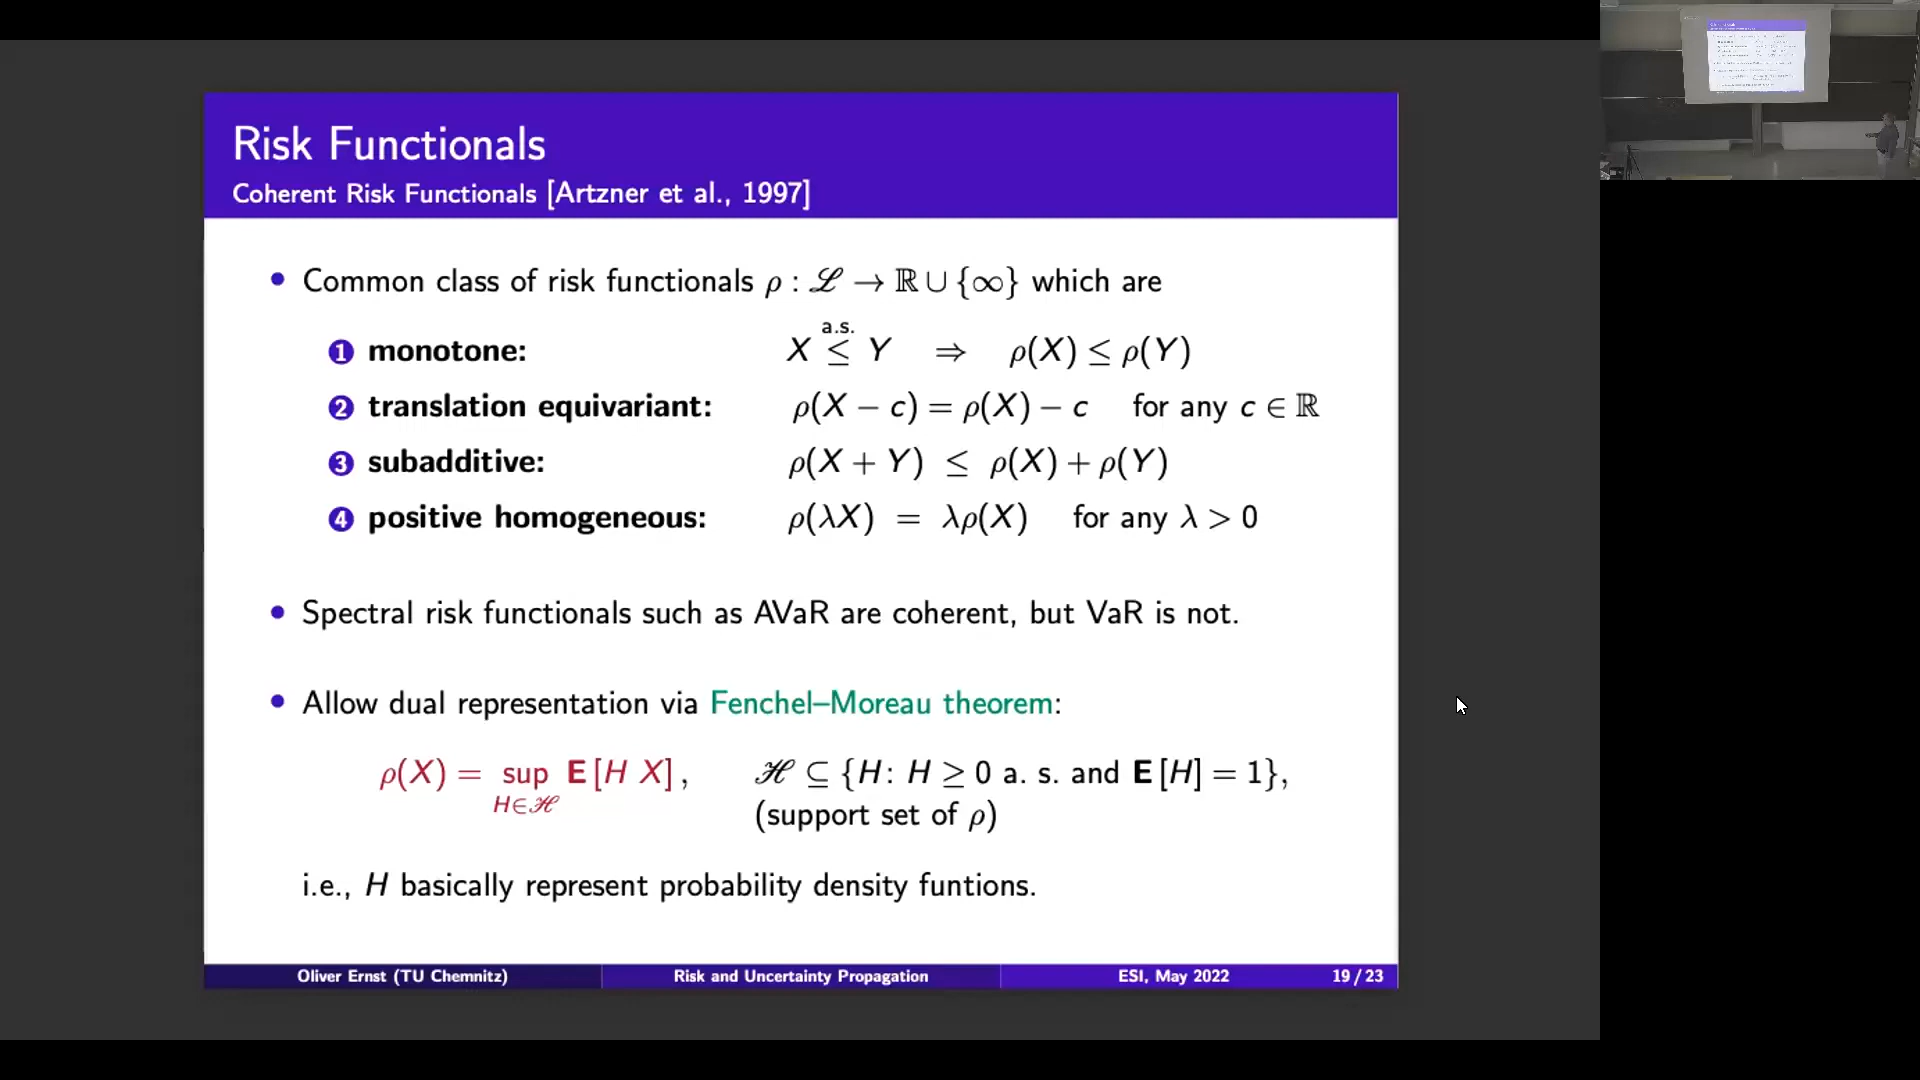 Risk Functionals
Coherent Risk Functionals [Artzner et al., 1997]
• Common class of risk functionals ρ : ℒ → ℝ ∪ {∞} which are
1 monotone: X a.s. ≤ Y ⇒ ρ(X) ≤ ρ(Y)
2 translation equivariant: ρ(X − c) = ρ(X) − c for any c ∈ ℝ
3 subadditive: ρ(X + Y) ≤ ρ(X) + ρ(Y)
4 positive homogeneous: ρ(λX) = λρ(X) for any λ > 0
• Spectral risk functionals such as AVaR are coherent, but VaR is not.
• Allow dual representation via Fenchel–Moreau theorem:
ρ(X) = sup H∈ℋ E [H X] , ℋ ⊆ {H: H ≥ 0 a. s. and E [H] = 1},
(support set of ρ)
i.e., H basically represent probability density funtions.
Oliver Ernst (TU Chemnitz) Risk and Uncertainty Propagation ESI, May 2022 19 / 23